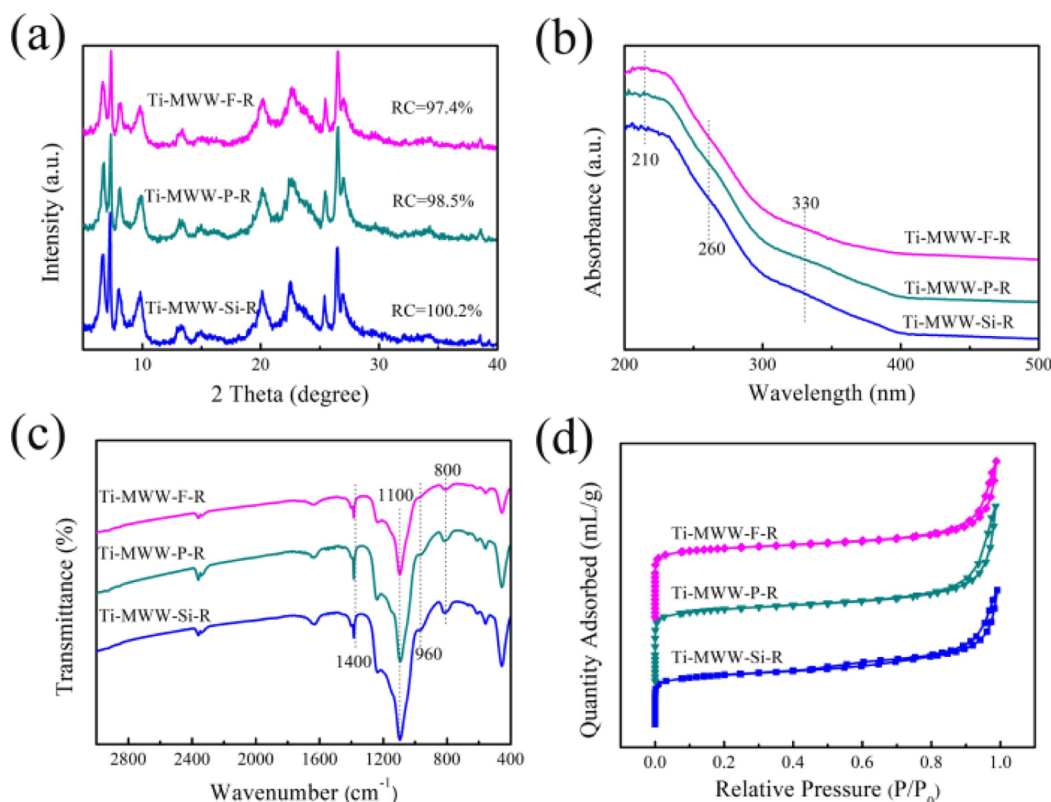 (a)
Intensity (a.u.)
Ti-MWW-F-R
RC=97.4%
Ti-MWW-P-R
RC=98.5%
Ti-MWW-Si-R
RC=100.2%
10 20 30 40
2 Theta (degree)
(b)
Absorbance (a.u.)
210
260
330
Ti-MWW-F-R
Ti-MWW-P-R
Ti-MWW-Si-R
200 300 400 500
Wavelength (nm)
(c)
Transmittance (%)
Ti-MWW-F-R
Ti-MWW-P-R
Ti-MWW-Si-R
1100
800
1400
960
2800 2400 2000 1600 1200 800 400
Wavenumber (cm-1)
(d)
Quantity Adsorbed (mL/g)
Ti-MWW-F-R
Ti-MWW-P-R
Ti-MWW-Si-R
0.0 0.2 0.4 0.6 0.8 1.0
Relative Pressure (P/P0)